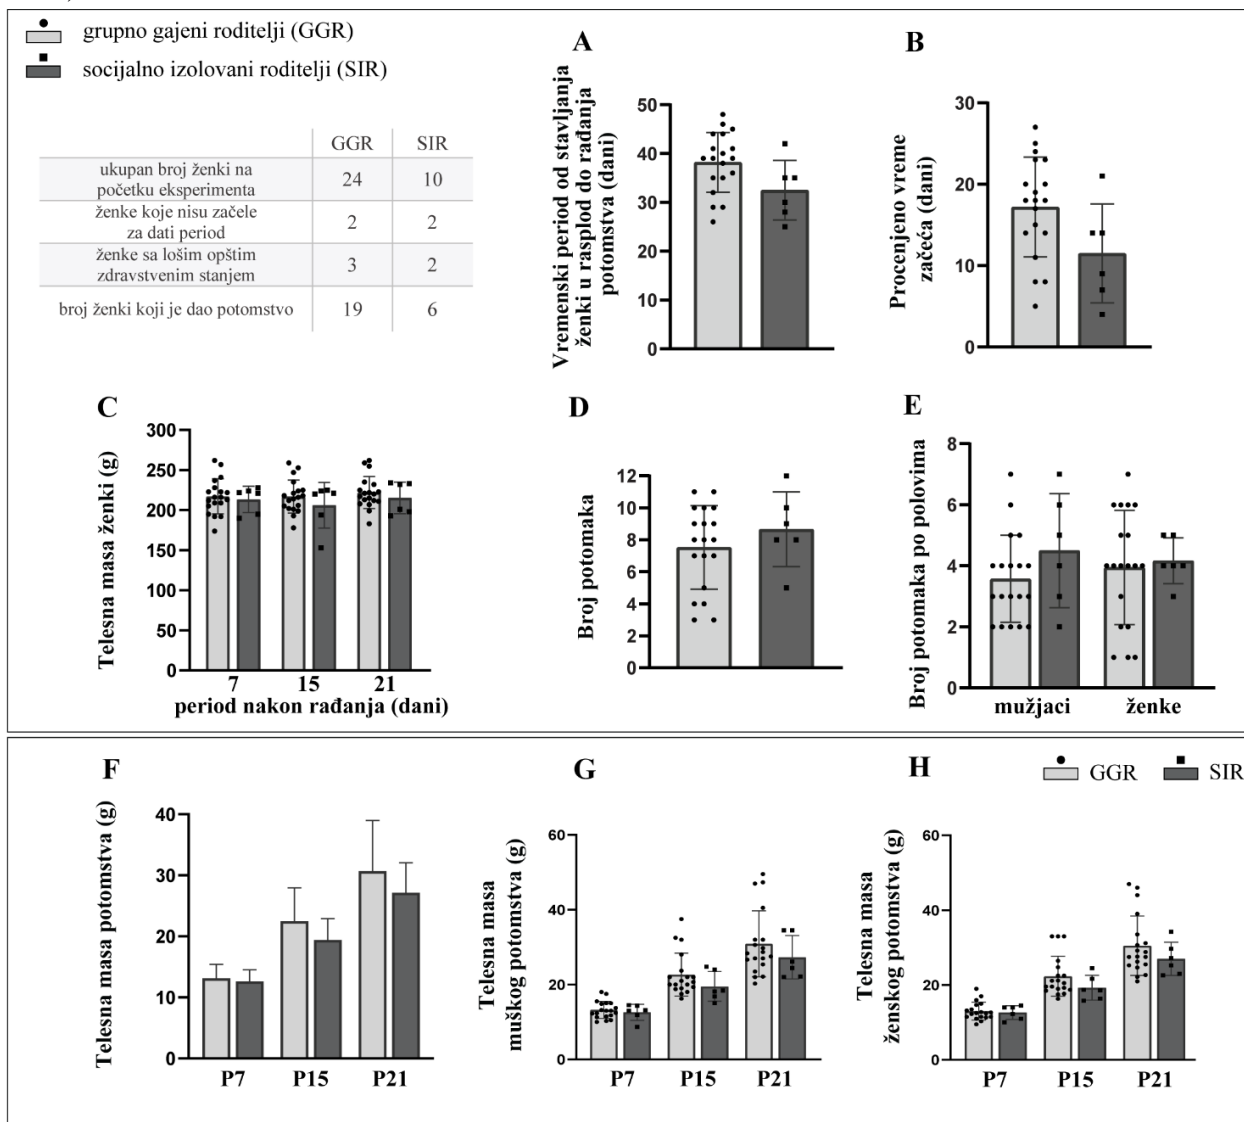 grupno gajeni roditelji (GGR)
socijalno izolovani roditelji (SIR)
GGR SIR
ukupan broj ženki na
početku eksperimenta
24 10
ženke koje nisu začele
za dati period
2 2
ženke sa lošim opštim
zdravstvenim stanjem
3 2
broj ženki koji je dao potomstvo 19 6
A
Vremenski period od stavljanja
ženki u rasplod do rađanja
potomstva (dani)
50
40
30
20
10
0
B
Procenjeno vreme
začeća (dani)
30
20
10
0
C
Telesna masa ženki (g)
300
250
200
150
100
50
0
7 15 21
period nakon rađanja (dani)
D
Broj potomaka
12
10
8
6
4
2
0
E
Broj potomaka po polovima
8
6
4
2
0
mužjaci ženke
F
Telesna masa potomstva (g)
40
30
20
10
0
P7 P15 P21
G
Telesna masa
muškog potomstva (g)
60
40
20
0
P7 P15 P21
H
GGR SIR
Telesna masa
ženskog potomstva (g)
60
40
20
0
P7 P15 P21